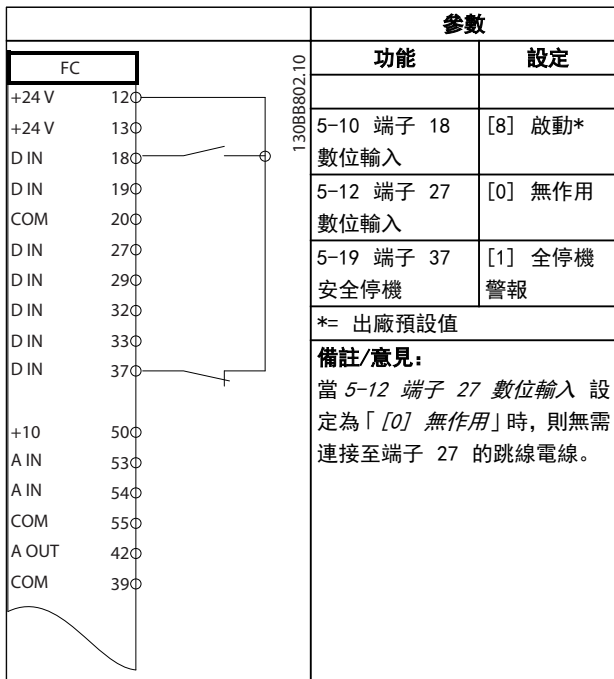 FC
+24 V 12
+24 V 13
D IN 18
D IN 19
COM 20
D IN 27
D IN 29
D IN 32
D IN 33
D IN 37
+10 50
A IN 53
A IN 54
COM 55
A OUT 42
COM 39
130BB802.10
參數
功能 設定
5-10 端子 18 [8] 啟動*
數位輸入
5-12 端子 27 [0] 無作用
數位輸入
5-19 端子 37 [1] 全停機
安全停機 警報
*= 出廠預設值
備註/意見:
當 5-12 端子 27 數位輸入 設
定為「[0] 無作用」時, 則無需
連接至端子 27 的跳線電線。